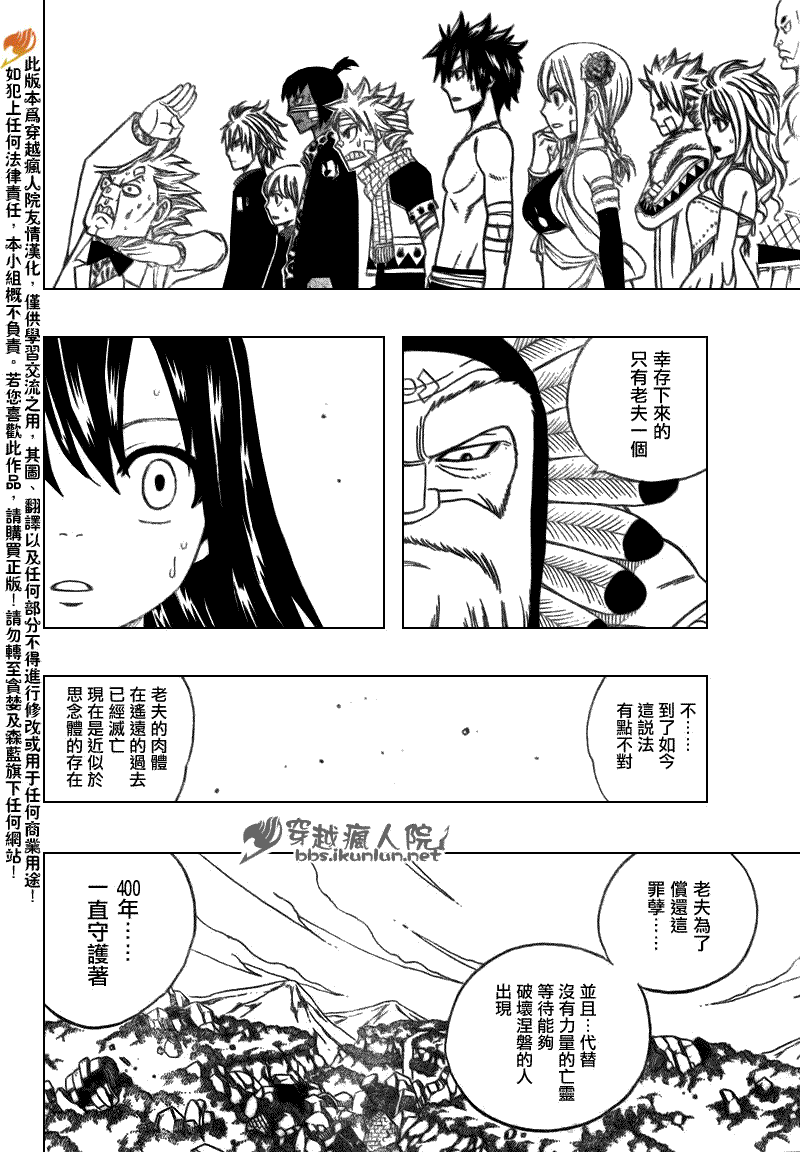 幸存下來的
只有老夫一個
不……
到了如今
這說法
有點不對
老夫的肉體
在遙遠的過去
已經滅亡
現在是近似於
思念體的存在
老夫為了
償還這
罪孽……
並且…代替
沒有力量的亡靈
等待能夠
破壞涅磐的人
出現
400年……
一直守護著
穿越瘋人院
bbs.ikunlun.net
此版本爲穿越瘋人院友情漢化，僅供學習交流之用，其圖、翻譯以及任何部分不得進行修改或用于任何商業用途！
如犯上任何法律責任，本小組概不負責。若您喜歡此作品，請購買正版！請勿轉至貪婪及森藍旗下任何網站！